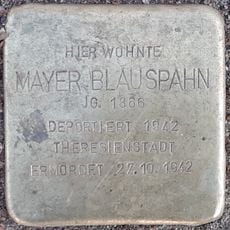 HIER WOHNTE
MAYER BLAUSPAHN
JG. 1866
DEPORTIERT 1942
THERESIENSTADT
ERMORDET 27.10.1942